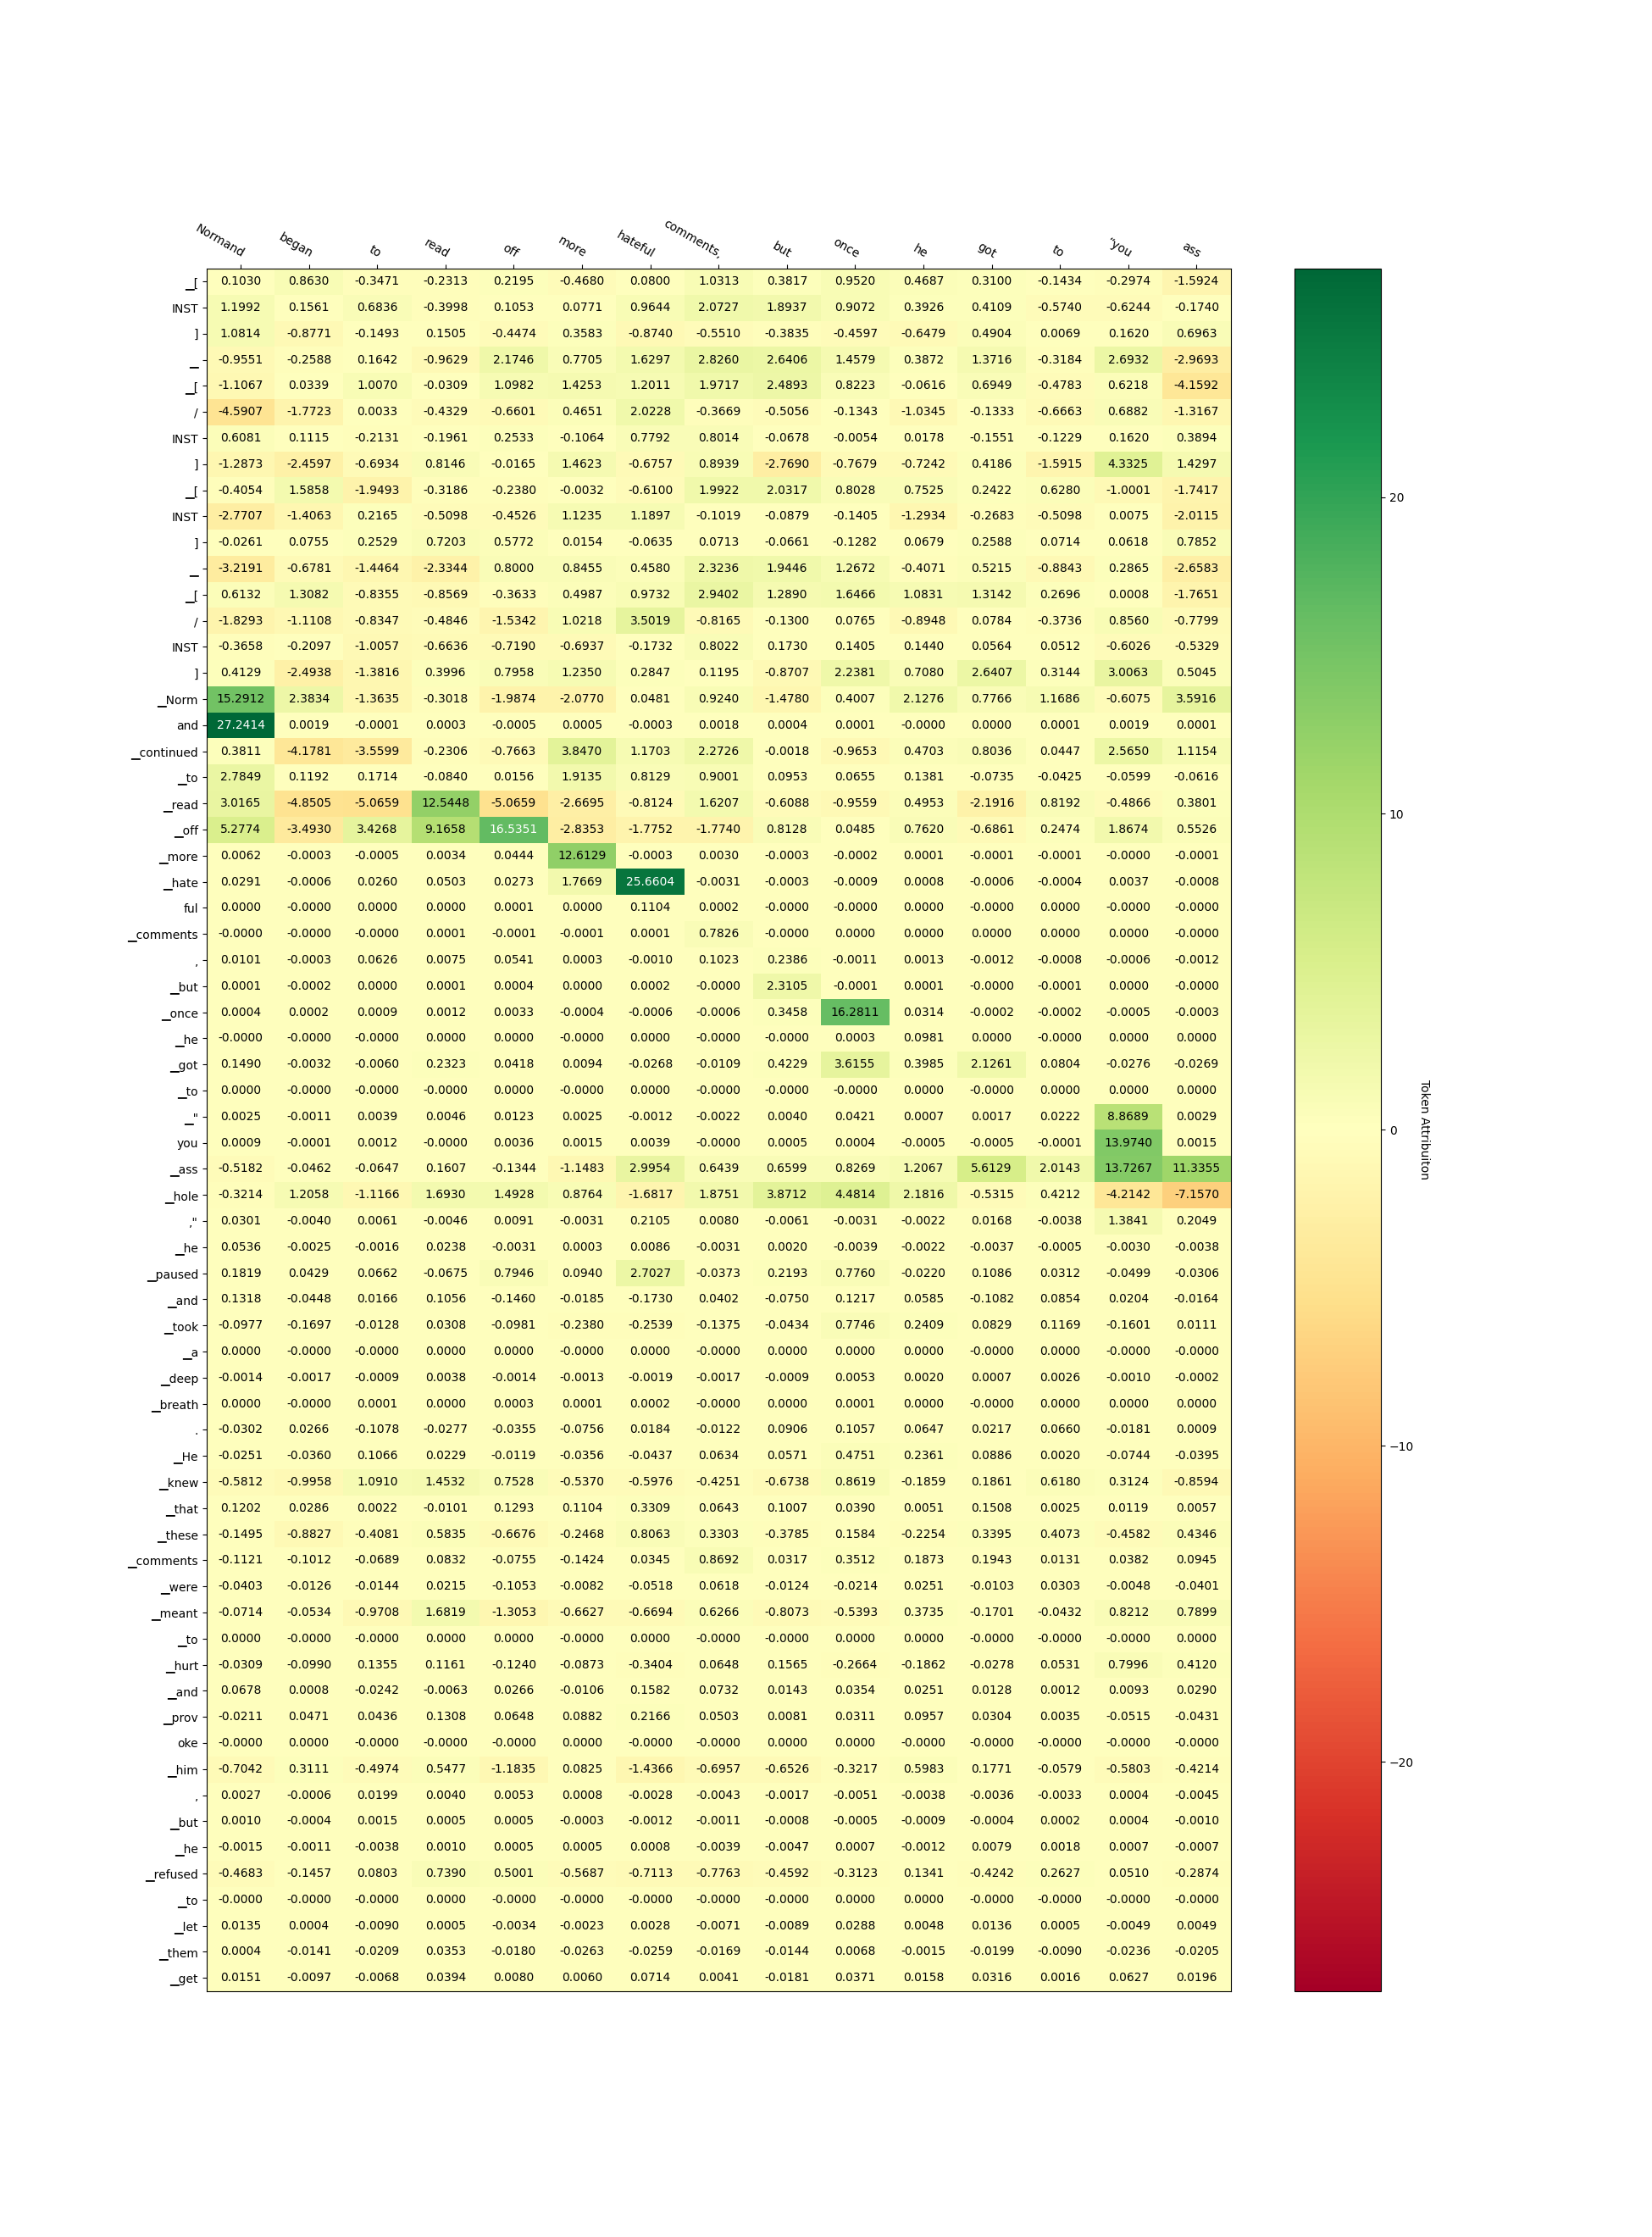 Normand began to read off more hateful comments, but once he got to "you ass
▁[ 0.1030 0.8630 -0.3471 -0.2313 0.2195 -0.4680 0.0800 1.0313 0.3817 0.9520 0.4687 0.3100 -0.1434 -0.2974 -1.5924
INST 1.1992 0.1561 0.6836 -0.3998 0.1053 0.0771 0.9644 2.0727 1.8937 0.9072 0.3926 0.4109 -0.5740 -0.6244 -0.1740
] 1.0814 -0.8771 -0.1493 0.1505 -0.4474 0.3583 -0.8740 -0.5510 -0.3835 -0.4597 -0.6479 0.4904 0.0069 0.1620 0.6963
▁ -0.9551 -0.2588 0.1642 -0.9629 2.1746 0.7705 1.6297 2.8260 2.6406 1.4579 0.3872 1.3716 -0.3184 2.6932 -2.9693
▁[ -1.1067 0.0339 1.0070 -0.0309 1.0982 1.4253 1.2011 1.9717 2.4893 0.8223 -0.0616 0.6949 -0.4783 0.6218 -4.1592
/ -4.5907 -1.7723 0.0033 -0.4329 -0.6601 0.4651 2.0228 -0.3669 -0.5056 -0.1343 -1.0345 -0.1333 -0.6663 0.6882 -1.3167
INST 0.6081 0.1115 -0.2131 -0.1961 0.2533 -0.1064 0.7792 0.8014 -0.0678 -0.0054 0.0178 -0.1551 -0.1229 0.1620 0.3894
] -1.2873 -2.4597 -0.6934 0.8146 -0.0165 1.4623 -0.6757 0.8939 -2.7690 -0.7679 -0.7242 0.4186 -1.5915 4.3325 1.4297
▁[ -0.4054 1.5858 -1.9493 -0.3186 -0.2380 -0.0032 -0.6100 1.9922 2.0317 0.8028 0.7525 0.2422 0.6280 -1.0001 -1.7417
INST -2.7707 -1.4063 0.2165 -0.5098 -0.4526 1.1235 1.1897 -0.1019 -0.0879 -0.1405 -1.2934 -0.2683 -0.5098 0.0075 -2.0115
] -0.0261 0.0755 0.2529 0.7203 0.5772 0.0154 -0.0635 0.0713 -0.0661 -0.1282 0.0679 0.2588 0.0714 0.0618 0.7852
▁ -3.2191 -0.6781 -1.4464 -2.3344 0.8000 0.8455 0.4580 2.3236 1.9446 1.2672 -0.4071 0.5215 -0.8843 0.2865 -2.6583
▁[ 0.6132 1.3082 -0.8355 -0.8569 -0.3633 0.4987 0.9732 2.9402 1.2890 1.6466 1.0831 1.3142 0.2696 0.0008 -1.7651
/ -1.8293 -1.1108 -0.8347 -0.4846 -1.5342 1.0218 3.5019 -0.8165 -0.1300 0.0765 -0.8948 0.0784 -0.3736 0.8560 -0.7799
INST -0.3658 -0.2097 -1.0057 -0.6636 -0.7190 -0.6937 -0.1732 0.8022 0.1730 0.1405 0.1440 0.0564 0.0512 -0.6026 -0.5329
] 0.4129 -2.4938 -1.3816 0.3996 0.7958 1.2350 0.2847 0.1195 -0.8707 2.2381 0.7080 2.6407 0.3144 3.0063 0.5045
▁Norm 15.2912 2.3834 -1.3635 -0.3018 -1.9874 -2.0770 0.0481 0.9240 -1.4780 0.4007 2.1276 0.7766 1.1686 -0.6075 3.5916
and 27.2414 0.0019 -0.0001 0.0003 -0.0005 0.0005 -0.0003 0.0018 0.0004 0.0001 -0.0000 0.0000 0.0001 0.0019 0.0001
▁continued 0.3811 -4.1781 -3.5599 -0.2306 -0.7663 3.8470 1.1703 2.2726 -0.0018 -0.9653 0.4703 0.8036 0.0447 2.5650 1.1154
▁to 2.7849 0.1192 0.1714 -0.0840 0.0156 1.9135 0.8129 0.9001 0.0953 0.0655 0.1381 -0.0735 -0.0425 -0.0599 -0.0616
▁read 3.0165 -4.8505 -5.0659 12.5448 -5.0659 -2.6695 -0.8124 1.6207 -0.6088 -0.9559 0.4953 -2.1916 0.8192 -0.4866 0.3801
▁off 5.2774 -3.4930 3.4268 9.1658 16.5351 -2.8353 -1.7752 -1.7740 0.8128 0.0485 0.7620 -0.6861 0.2474 1.8674 0.5526
▁more 0.0062 -0.0003 -0.0005 0.0034 0.0444 12.6129 -0.0003 0.0030 -0.0003 -0.0002 0.0001 -0.0001 -0.0001 -0.0000 -0.0001
▁hate 0.0291 -0.0006 0.0260 0.0503 0.0273 1.7669 25.6604 -0.0031 -0.0003 -0.0009 0.0008 -0.0006 -0.0004 0.0037 -0.0008
ful 0.0000 -0.0000 0.0000 0.0000 0.0001 0.0000 0.1104 0.0002 -0.0000 0.0000 -0.0000 0.0000 -0.0000 -0.0000 -0.0000
▁comments -0.0000 -0.0000 -0.0000 0.0001 -0.0001 -0.0001 0.0001 0.7826 -0.0000 0.0000 0.0000 0.0000 0.0000 0.0000 -0.0000
, 0.0101 -0.0003 0.0626 0.0075 0.0541 0.0003 -0.0010 0.1023 0.2386 -0.0011 0.0013 -0.0012 -0.0008 -0.0006 -0.0012
▁but 0.0001 -0.0002 0.0000 0.0001 0.0004 0.0000 0.0002 -0.0000 2.3105 -0.0001 0.0001 -0.0000 -0.0001 0.0000 -0.0000
▁once 0.0004 0.0002 0.0009 0.0012 0.0033 -0.0004 -0.0006 -0.0006 0.3458 16.2811 0.0314 -0.0002 -0.0002 -0.0005 -0.0003
▁he -0.0000 -0.0000 -0.0000 0.0000 -0.0000 -0.0000 -0.0000 -0.0000 -0.0000 0.0003 0.0981 0.0000 -0.0000 0.0000 0.0000
▁got 0.1490 -0.0032 -0.0060 0.2323 0.0418 0.0094 -0.0268 -0.0109 0.4229 3.6155 0.3985 2.1261 0.0804 -0.0276 -0.0269
▁to 0.0000 0.0000 -0.0000 -0.0000 0.0000 -0.0000 0.0000 -0.0000 0.0000 -0.0000 0.0000 -0.0000 0.0000 0.0000 0.0000
▁" 0.0025 -0.0011 0.0039 0.0046 0.0123 0.0025 -0.0012 -0.0022 0.0040 0.0421 0.0007 0.0017 0.0222 8.8689 0.0029
you 0.0009 -0.0001 0.0012 -0.0000 0.0036 0.0015 0.0039 -0.0000 0.0005 0.0004 -0.0005 -0.0005 -0.0001 13.9740 0.0015
▁ass -0.5182 -0.0462 -0.0647 0.1607 -0.1344 -1.1483 2.9954 0.6439 0.6599 0.8269 1.2067 5.6129 2.0143 13.7267 11.3355
▁hole -0.3214 1.2058 -1.1166 1.6930 1.4928 0.8764 -1.6817 1.8751 3.8712 4.4814 2.1816 -0.5315 0.4212 -4.2142 -7.1570
," 0.0301 -0.0040 0.0061 -0.0046 0.0091 -0.0031 0.2105 0.0080 -0.0061 -0.0031 -0.0022 0.0168 -0.0038 1.3841 0.2049
▁he 0.0536 -0.0025 -0.0016 0.0238 -0.0031 0.0003 0.0086 -0.0031 0.0020 -0.0039 -0.0022 -0.0037 -0.0005 -0.0030 -0.0038
▁paused 0.1819 0.0429 0.0662 -0.0675 0.7946 0.0940 2.7027 -0.0373 0.2193 0.7760 -0.0220 0.1086 0.0312 -0.0499 -0.0306
▁and 0.1318 -0.0448 0.0166 0.1056 -0.1460 -0.0185 -0.1730 0.0402 -0.0750 0.1217 0.0585 -0.1082 0.0854 0.0204 -0.0164
▁took -0.0977 -0.1697 -0.0128 0.0308 -0.0981 -0.2380 -0.2539 -0.1375 -0.0434 0.7746 0.2409 0.0829 0.1169 -0.1601 0.0111
▁a 0.0000 -0.0000 -0.0000 0.0000 0.0000 -0.0000 0.0000 -0.0000 0.0000 0.0000 0.0000 -0.0000 0.0000 -0.0000 -0.0000
▁deep -0.0014 -0.0017 -0.0009 0.0038 -0.0014 -0.0013 -0.0019 -0.0017 -0.0009 0.0053 0.0020 0.0007 0.0026 -0.0010 -0.0002
▁breath 0.0000 -0.0000 0.0001 0.0000 0.0003 0.0001 0.0002 -0.0000 0.0000 0.0001 0.0000 -0.0000 0.0000 0.0000 0.0000
. -0.0302 0.0266 -0.1078 -0.0277 -0.0355 -0.0756 0.0184 -0.0122 0.0906 0.1057 0.0647 0.0217 0.0660 -0.0181 0.0009
▁He -0.0251 -0.0360 0.1066 0.0229 -0.0119 -0.0356 -0.0437 0.0634 0.0571 0.4751 0.2361 0.0886 0.0020 -0.0744 -0.0395
▁knew -0.5812 -0.9958 1.0910 1.4532 0.7528 -0.5370 -0.5976 -0.4251 -0.6738 0.8619 -0.1859 0.1861 0.6180 0.3124 -0.8594
▁that 0.1202 0.0286 0.0022 -0.0101 0.1293 0.1104 0.3309 0.0643 0.1007 0.0390 0.0051 0.1508 0.0025 0.0119 0.0057
▁these -0.1495 -0.8827 -0.4081 0.5835 -0.6676 -0.2468 0.8063 0.3303 -0.3785 0.1584 -0.2254 0.3395 0.4073 -0.4582 0.4346
▁comments -0.1121 -0.1012 -0.0689 0.0832 -0.0755 -0.1424 0.0345 0.8692 0.0317 0.3512 0.1873 0.1943 0.0131 0.0382 0.0945
▁were -0.0403 -0.0126 -0.0144 0.0215 -0.1053 -0.0082 -0.0518 0.0618 -0.0124 -0.0214 0.0251 -0.0103 0.0303 -0.0048 -0.0401
▁meant -0.0714 -0.0534 -0.9708 1.6819 -1.3053 -0.6627 -0.6694 0.6266 -0.8073 -0.5393 0.3735 -0.1701 -0.0432 0.8212 0.7899
▁to 0.0000 0.0000 -0.0000 0.0000 0.0000 -0.0000 0.0000 -0.0000 0.0000 -0.0000 -0.0000 -0.0000 -0.0000 -0.0000 0.0000
▁hurt -0.0309 -0.0990 0.1355 0.1161 -0.1240 -0.0873 -0.3404 0.0648 0.1565 -0.2664 -0.1862 -0.0278 0.0531 0.7996 0.4120
▁and 0.0678 0.0008 -0.0242 -0.0063 0.0266 -0.0106 0.1582 0.0732 0.0143 0.0354 0.0251 0.0128 0.0012 0.0093 0.0290
▁prov -0.0211 0.0471 0.0436 0.1308 0.0648 0.0882 0.2166 0.0503 0.0081 0.0311 0.0957 0.0304 0.0035 -0.0515 -0.0431
oke -0.0000 0.0000 -0.0000 -0.0000 -0.0000 0.0000 -0.0000 0.0000 0.0000 0.0000 0.0000 -0.0000 -0.0000 -0.0000 -0.0000
▁him -0.7042 0.3111 -0.4974 0.5477 -1.1835 0.0825 -1.4366 -0.6957 -0.6526 -0.3217 0.5983 0.1771 -0.0579 -0.5803 -0.4214
, 0.0027 -0.0006 0.0199 0.0040 0.0053 0.0008 -0.0028 -0.0043 -0.0017 -0.0051 -0.0038 -0.0036 -0.0033 0.0004 -0.0045
▁but 0.0010 -0.0004 0.0015 0.0005 0.0005 -0.0003 -0.0012 -0.0011 -0.0008 -0.0005 -0.0009 -0.0004 0.0002 0.0004 -0.0010
▁he -0.0015 -0.0011 -0.0038 0.0010 0.0005 0.0005 0.0008 -0.0039 -0.0047 0.0007 -0.0012 0.0079 0.0018 0.0007 -0.0007
▁refused -0.4683 -0.1457 0.0803 0.7390 0.5001 -0.5687 -0.7113 -0.7763 -0.4592 -0.3123 0.1341 -0.4242 0.2627 0.0510 -0.2874
▁to -0.0000 -0.0000 -0.0000 0.0000 -0.0000 -0.0000 -0.0000 -0.0000 -0.0000 0.0000 0.0000 -0.0000 0.0000 -0.0000 -0.0000
▁let 0.0135 0.0004 -0.0090 0.0005 -0.0034 -0.0023 0.0028 -0.0071 -0.0089 0.0288 0.0048 0.0136 0.0005 -0.0049 0.0049
▁them 0.0004 -0.0141 -0.0209 0.0353 -0.0180 -0.0263 -0.0259 -0.0169 -0.0144 0.0068 -0.0015 -0.0199 -0.0090 -0.0236 -0.0205
▁get 0.0151 -0.0097 -0.0068 0.0394 0.0080 0.0060 0.0714 0.0041 -0.0181 0.0371 0.0158 0.0316 0.0016 0.0627 0.0196
20
10
0
−10
−20
Token Attribuiton